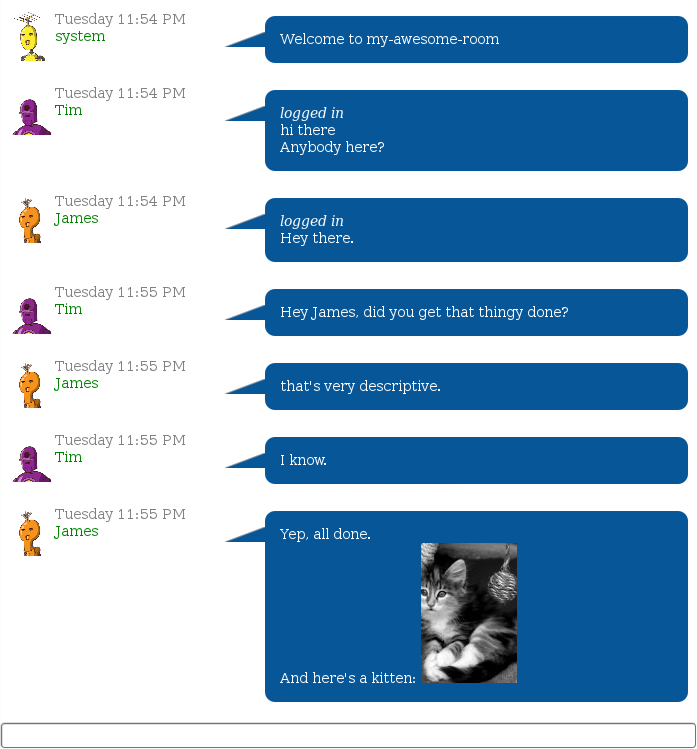 Tuesday 11:54 PM
system
Welcome to my-awesome-room
Tuesday 11:54 PM
Tim
logged in
hi there
Anybody here?
Tuesday 11:54 PM
James
logged in
Hey there.
Tuesday 11:55 PM
Tim
Hey James, did you get that thingy done?
Tuesday 11:55 PM
James
that's very descriptive.
Tuesday 11:55 PM
Tim
I know.
Tuesday 11:55 PM
James
Yep, all done.
And here's a kitten: